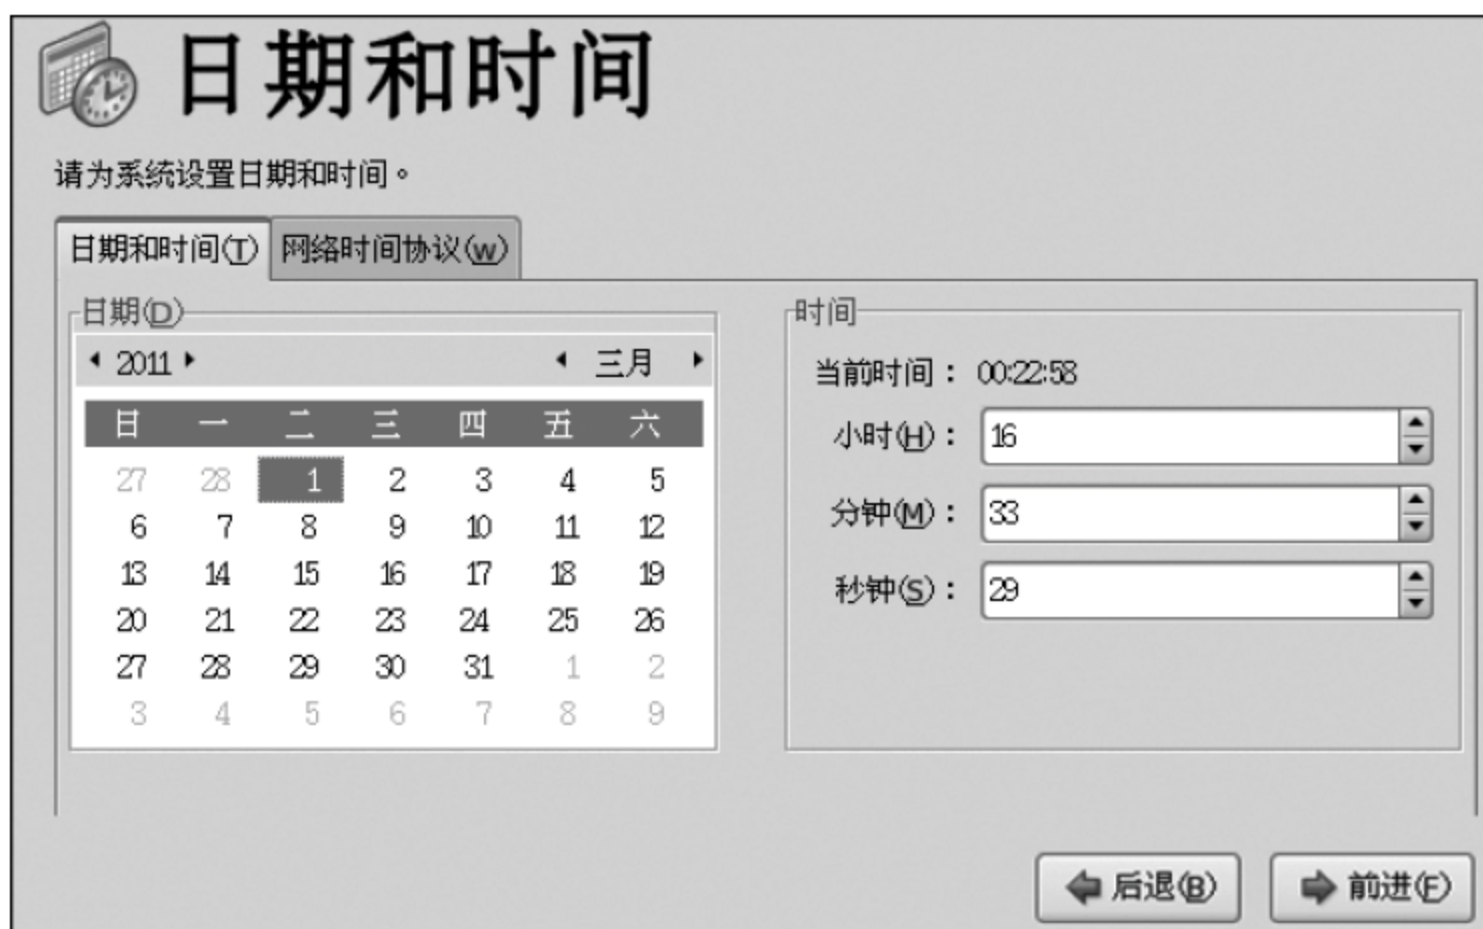 日期和时间
请为系统设置日期和时间。
日期和时间(T) 网络时间协议(W)
日期(D)
2011 三月
日 一 二 三 四 五 六
27 28 1 2 3 4 5
6 7 8 9 10 11 12
13 14 15 16 17 18 19
20 21 22 23 24 25 26
27 28 29 30 31 1 2
3 4 5 6 7 8 9
时间
当前时间： 00:22:58
小时(H)： 16
分钟(M)： 33
秒钟(S)： 29
后退(B) 前进(F)